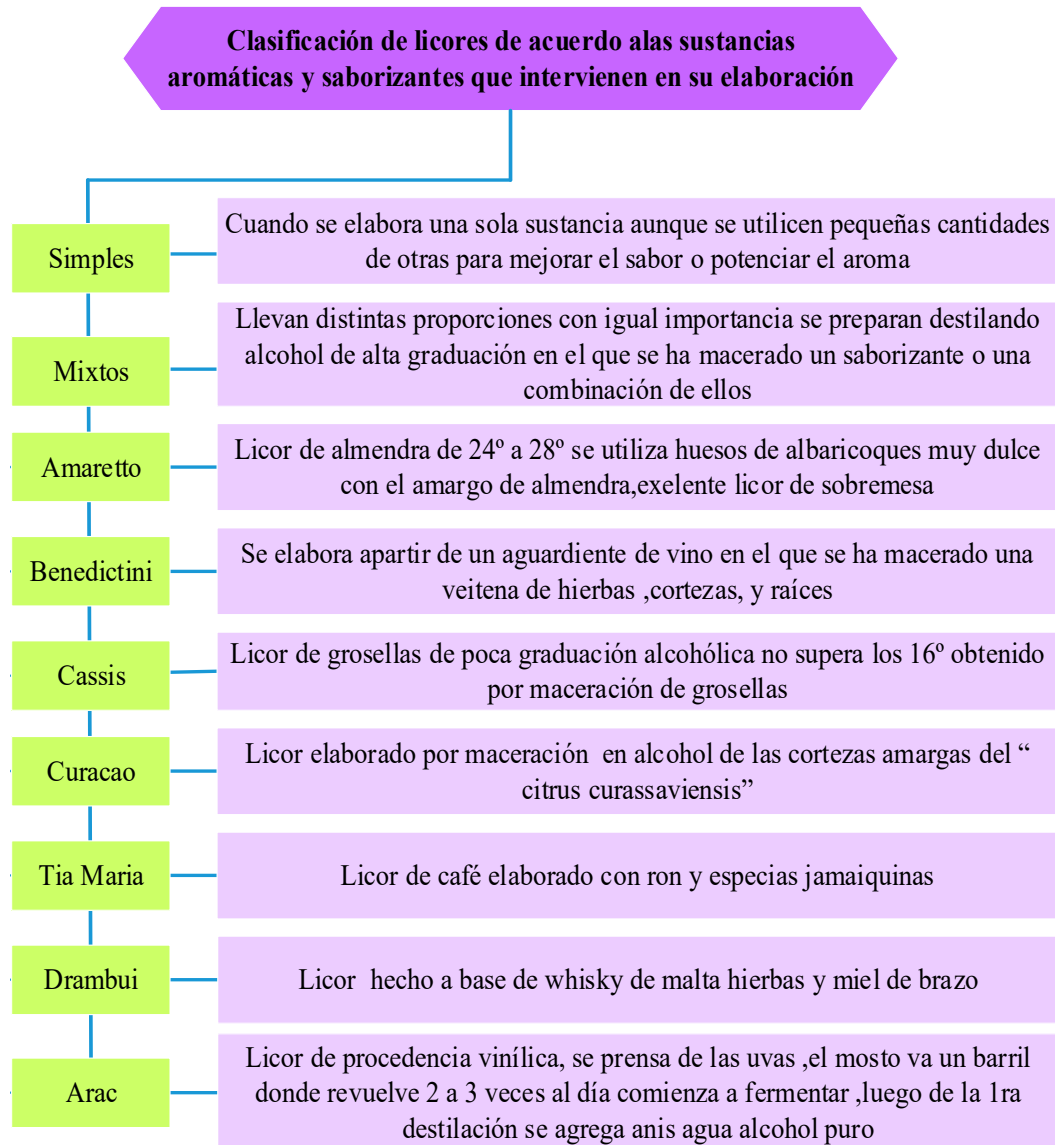 Clasificación de licores de acuerdo alas sustancias
aromáticas y saborizantes que intervienen en su elaboración
Simples
Cuando se elabora una sola sustancia aunque se utilicen pequeñas cantidades
de otras para mejorar el sabor o potenciar el aroma
Mixtos
Llevan distintas proporciones con igual importancia se preparan destilando
alcohol de alta graduación en el que se ha macerado un saborizante o una
combinación de ellos
Amaretto
Licor de almendra de 24º a 28º se utiliza huesos de albaricoques muy dulce
con el amargo de almendra,exelente licor de sobremesa
Benedictini
Se elabora apartir de un aguardiente de vino en el que se ha macerado una
veitena de hierbas ,cortezas, y raíces
Cassis
Licor de grosellas de poca graduación alcohólica no supera los 16º obtenido
por maceración de grosellas
Curacao
Licor elaborado por maceración en alcohol de las cortezas amargas del “
citrus curassaviensis”
Tia Maria
Licor de café elaborado con ron y especias jamaiquinas
Drambui
Licor hecho a base de whisky de malta hierbas y miel de brazo
Arac
Licor de procedencia vinílica, se prensa de las uvas ,el mosto va un barril
donde revuelve 2 a 3 veces al día comienza a fermentar ,luego de la 1ra
destilación se agrega anis agua alcohol puro